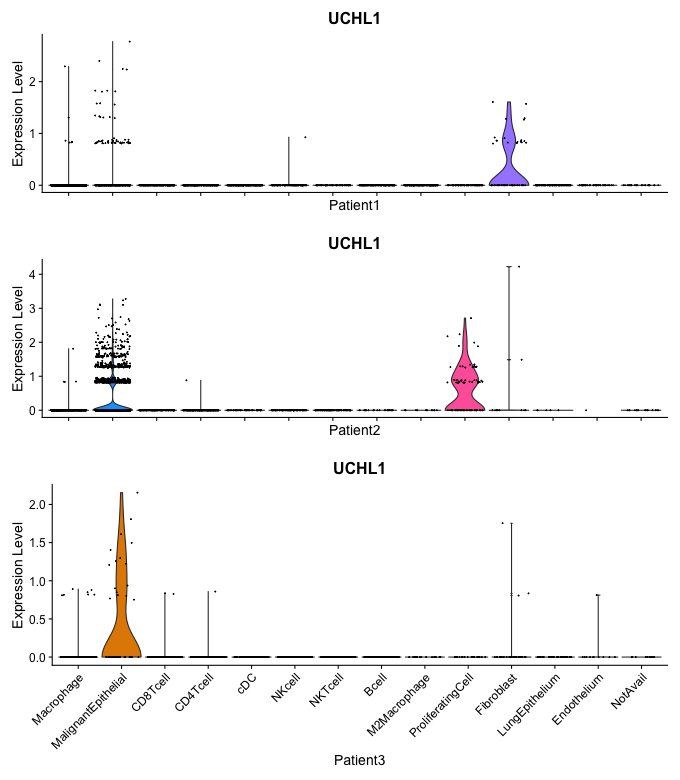 UCHL1
Expression Level
2
1
0
Patient1
UCHL1
Expression Level
4
3
2
1
0
Patient2
UCHL1
Expression Level
2.0
1.5
1.0
0.5
0.0
Macrophage
MalignantEpithelial
CD8Tcell
CD4Tcell
cDC
NKcell
NKTcell
Bcell
M2Macrophage
ProliferatingCell
Fibroblast
LungEpithelium
Endothelium
NotAvail
Patient3